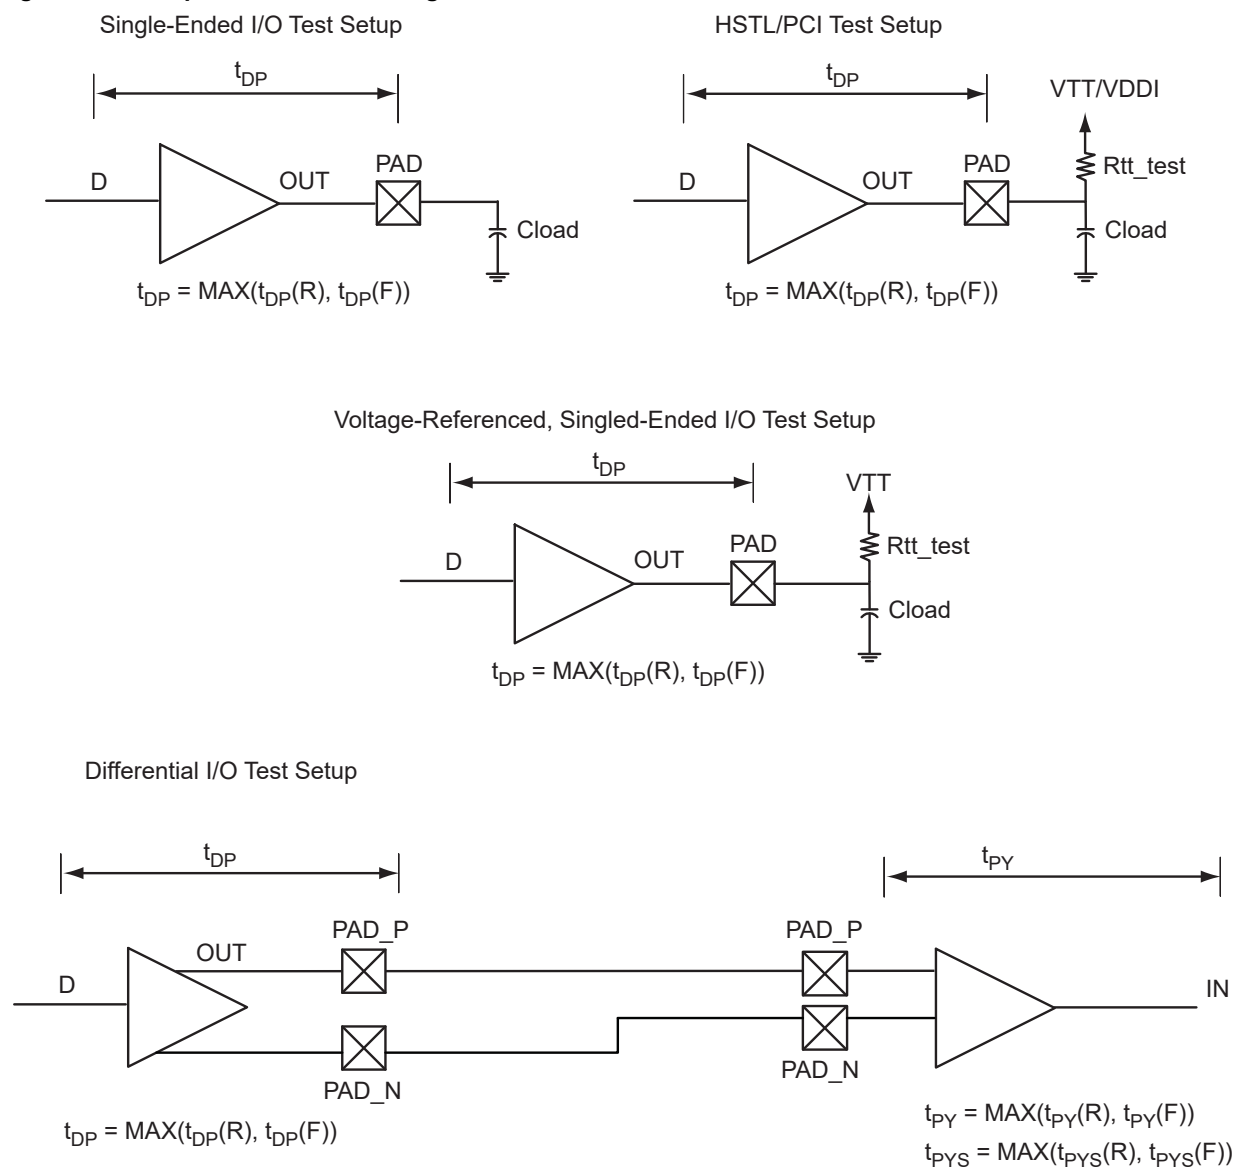 Single-Ended I/O Test Setup
tDP
D
OUT
PAD
Cload
tDP = MAX(tDP(R), tDP(F))
HSTL/PCI Test Setup
tDP
VTT/VDDI
Rtt_test
D
OUT
PAD
Cload
tDP = MAX(tDP(R), tDP(F))
Voltage-Referenced, Singled-Ended I/O Test Setup
tDP
VTT
Rtt_test
D
OUT
PAD
Cload
tDP = MAX(tDP(R), tDP(F))
Differential I/O Test Setup
tDP
D
OUT
PAD_P
PAD_N
tDP = MAX(tDP(R), tDP(F))
tPY
PAD_P
PAD_N
IN
tPY = MAX(tPY(R), tPY(F))
tPYS = MAX(tPYS(R), tPYS(F))